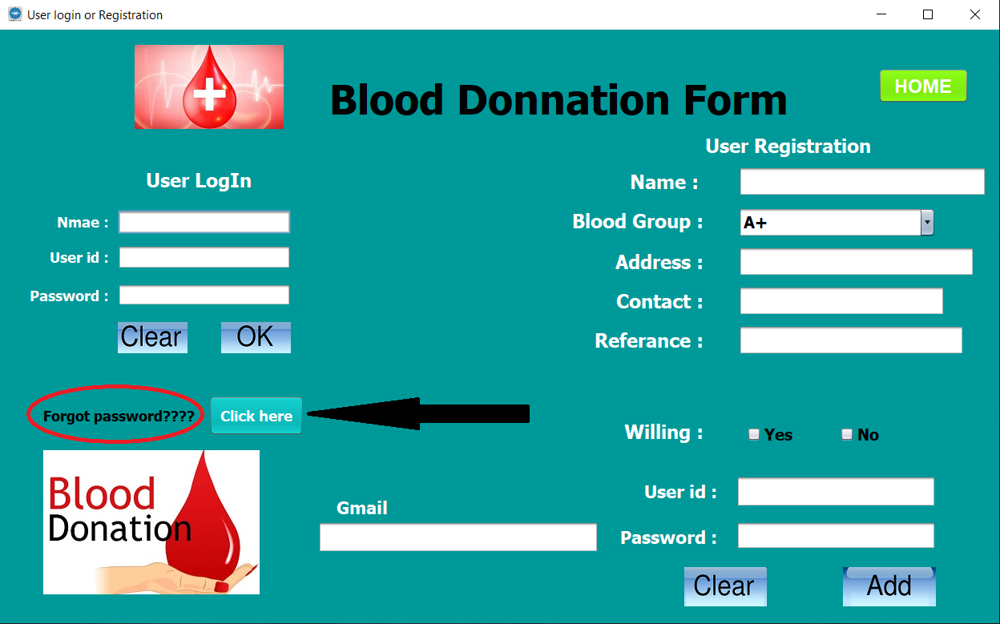 User login or Registration
Blood Donnation Form
HOME
User LogIn
Nmae :
User id :
Password :
Clear
OK
Forgot password????
Click here
Blood
Donation
Gmail
User Registration
Name :
Blood Group :
A+
Address :
Contact :
Referance :
Willing :
Yes
No
User id :
Password :
Clear
Add